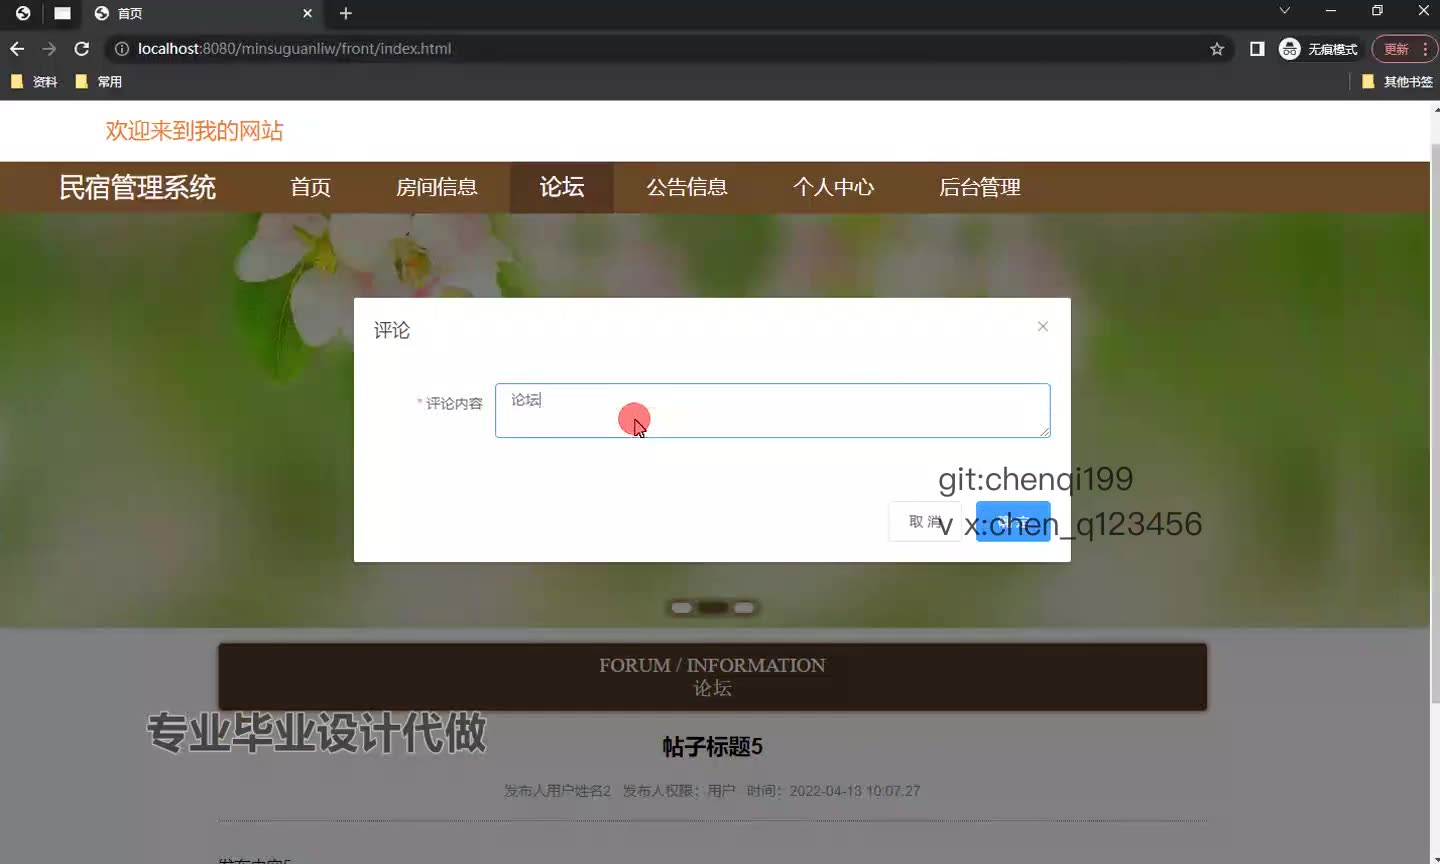 首页
localhost:8080/minsuguanliw/front/index.html
无痕模式
更新
资料
常用
其他书签
欢迎来到我的网站
民宿管理系统
首页
房间信息
论坛
公告信息
个人中心
后台管理
评论
* 评论内容
论坛
git:chenqi199
取 消
v x:chen_q123456
FORUM / INFORMATION
论坛
专业毕业设计代做
帖子标题5
发布人用户姓名2 发布人权限：用户 时间：2022-04-13 10:07:27
发布内容5